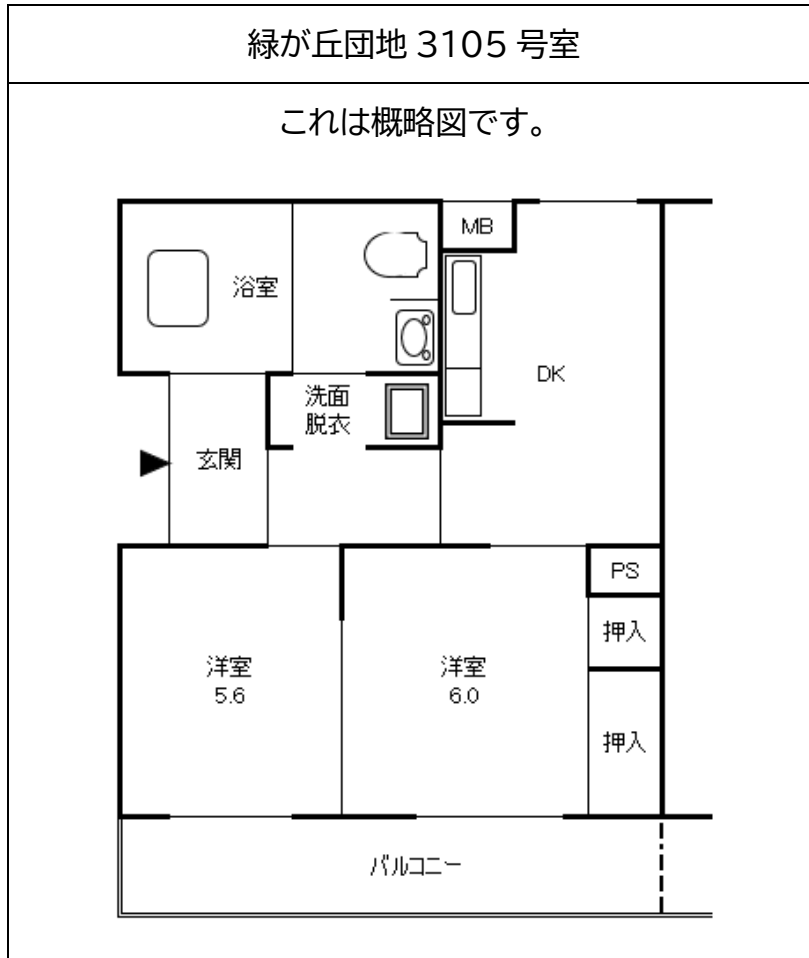 緑が丘団地 3105 号室
これは概略図です。
MB
浴室
DK
洗面
脱衣
玄関
PS
押入
洋室
5.6
洋室
6.0
押入
バルコニー